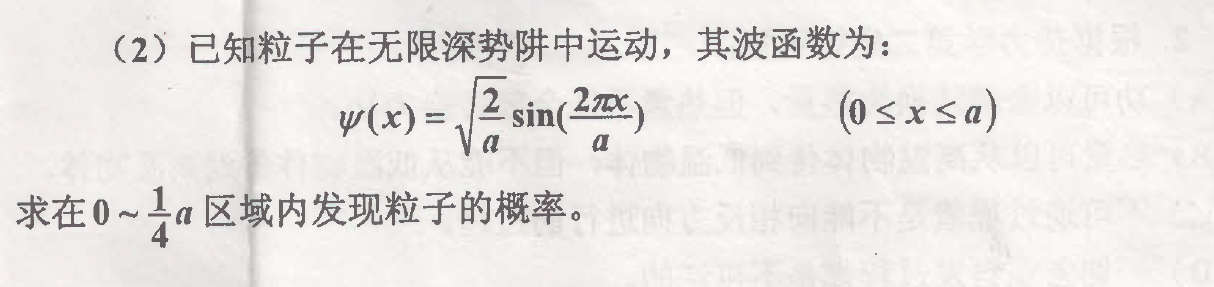 （2）已知粒子在无限深势阱中运动，其波函数为：
ψ(x) = √(2/a) sin(2πx/a) (0 ≤ x ≤ a)
求在 0 ~ 1/4 a 区域内发现粒子的概率。